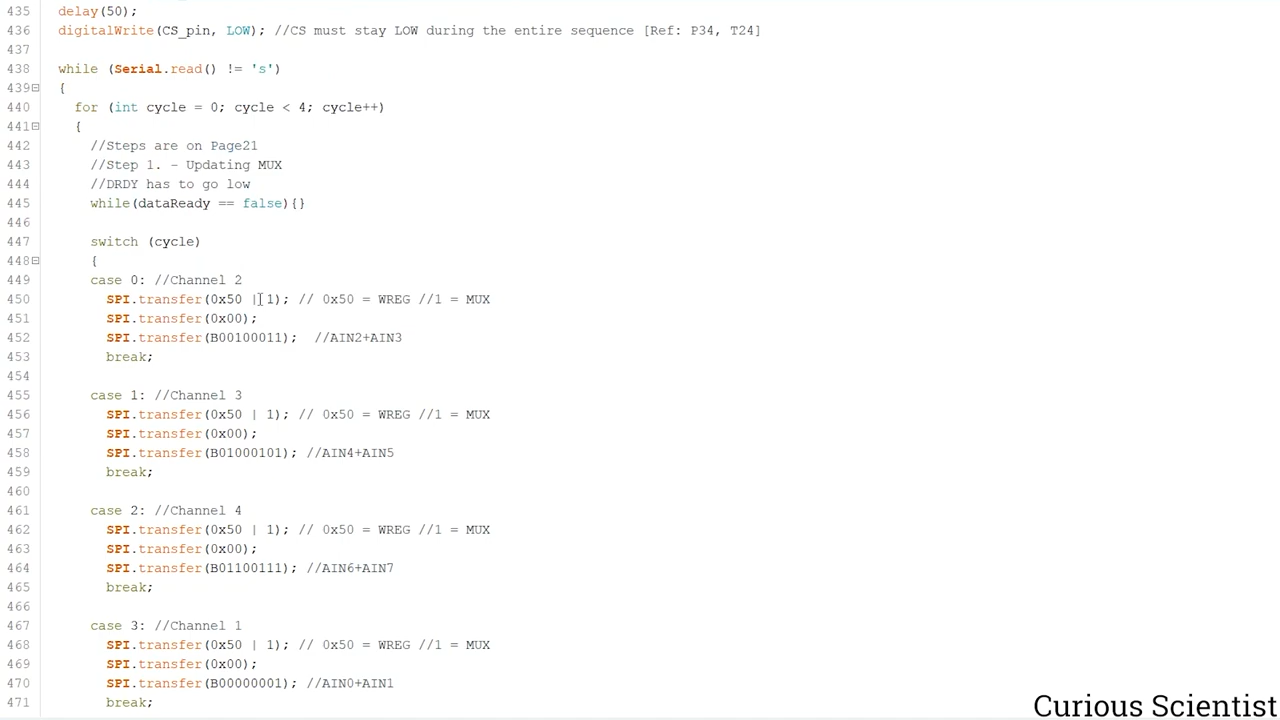 435 delay(50);
436 digitalWrite(CS_pin, LOW); //CS must stay LOW during the entire sequence [Ref: P34, T24]
437
438 while (Serial.read() != 's')
439 {
440 for (int cycle = 0; cycle < 4; cycle++)
441 {
442 //Steps are on Page21
443 //Step 1. - Updating MUX
444 //DRDY has to go low
445 while(dataReady == false){}
446
447 switch (cycle)
448 {
449 case 0: //Channel 2
450 SPI.transfer(0x50 | 1); // 0x50 = WREG //1 = MUX
451 SPI.transfer(0x00);
452 SPI.transfer(B00100011);  //AIN2+AIN3
453 break;
454
455 case 1: //Channel 3
456 SPI.transfer(0x50 | 1); // 0x50 = WREG //1 = MUX
457 SPI.transfer(0x00);
458 SPI.transfer(B01000101); //AIN4+AIN5
459 break;
460
461 case 2: //Channel 4
462 SPI.transfer(0x50 | 1); // 0x50 = WREG //1 = MUX
463 SPI.transfer(0x00);
464 SPI.transfer(B01100111); //AIN6+AIN7
465 break;
466
467 case 3: //Channel 1
468 SPI.transfer(0x50 | 1); // 0x50 = WREG //1 = MUX
469 SPI.transfer(0x00);
470 SPI.transfer(B00000001); //AIN0+AIN1
471 break;
Curious Scientist